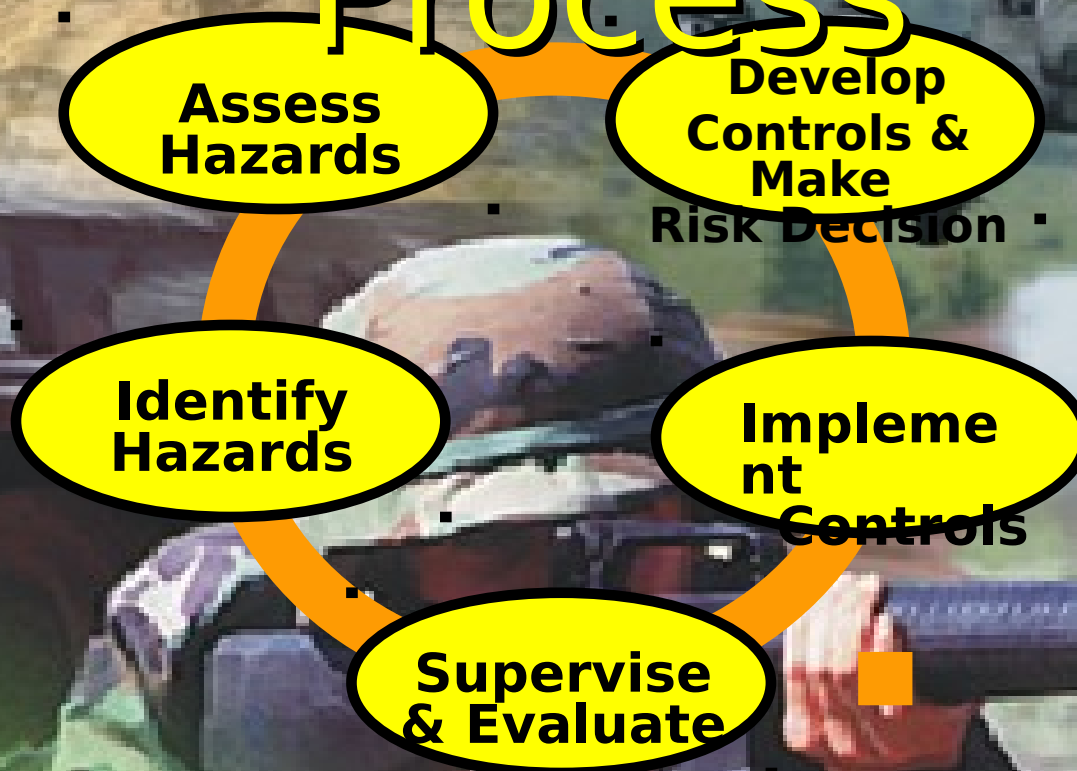 Process
Assess
Hazards
Develop
Controls &
Make
Risk Decision
Identify
Hazards
Impleme
nt
Controls
Supervise
& Evaluate